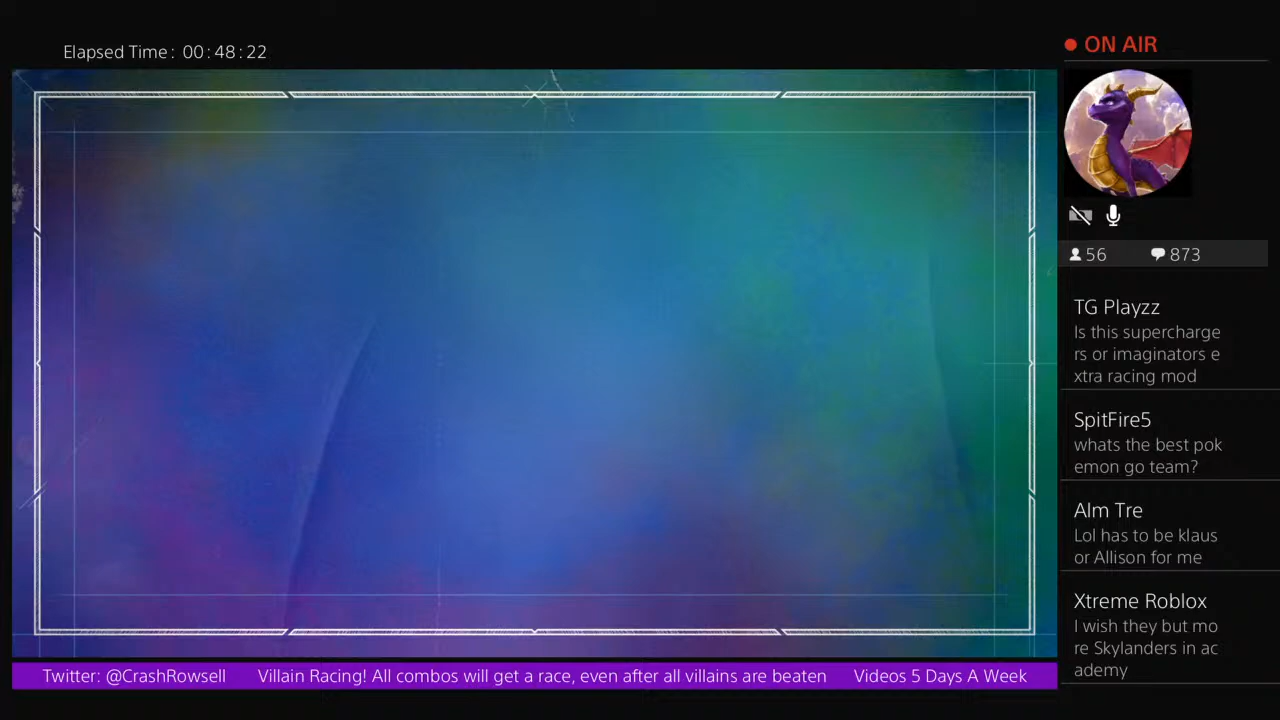 Elapsed Time: 00:48:22
ON AIR
56 873
TG Playzz
Is this supercharge
rs or imaginators e
xtra racing mod
SpitFire5
whats the best pok
emon go team?
Alm Tre
Lol has to be klaus
or Allison for me
Xtreme Roblox
I wish they but mo
re Skylanders in ac
ademy
Twitter: @CrashRowsell Villain Racing! All combos will get a race, even after all villains are beaten Videos 5 Days A Week